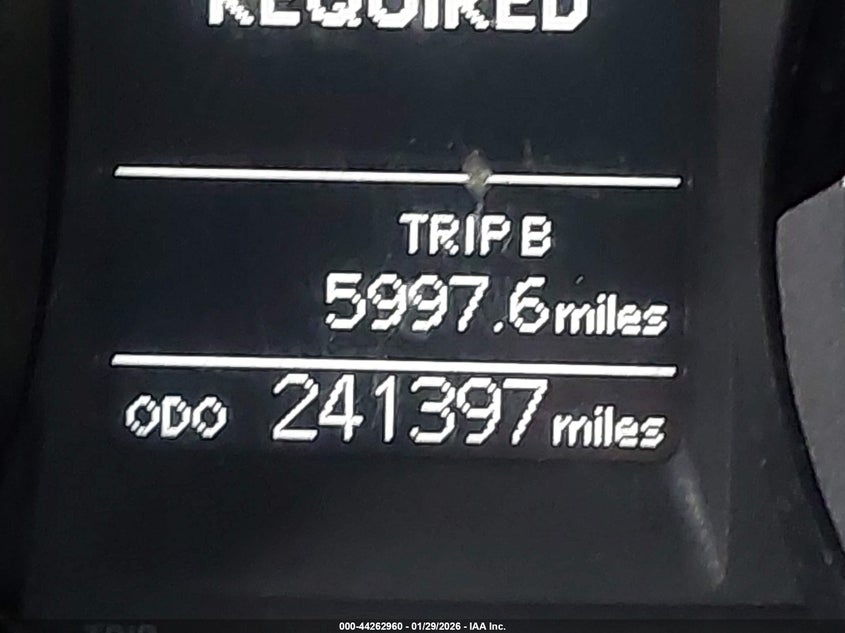 REQUIRED
TRIP B
5997.6 miles
ODO 241397 miles
000-44262960 - 01/29/2026 - IAA Inc.